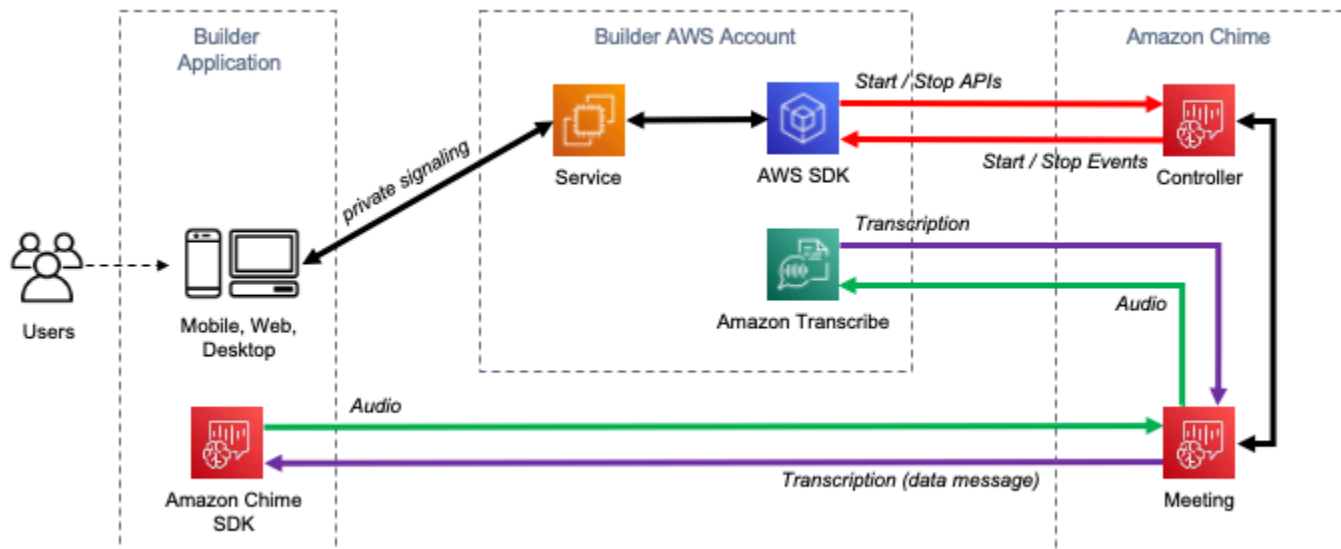 Builder
Application
Builder AWS Account
Amazon Chime
Start / Stop APIs
private signaling
Service
AWS SDK
Start / Stop Events
Controller
Transcription
Users
Mobile, Web,
Desktop
Amazon Transcribe
Audio
Audio
Amazon Chime
SDK
Transcription (data message)
Meeting